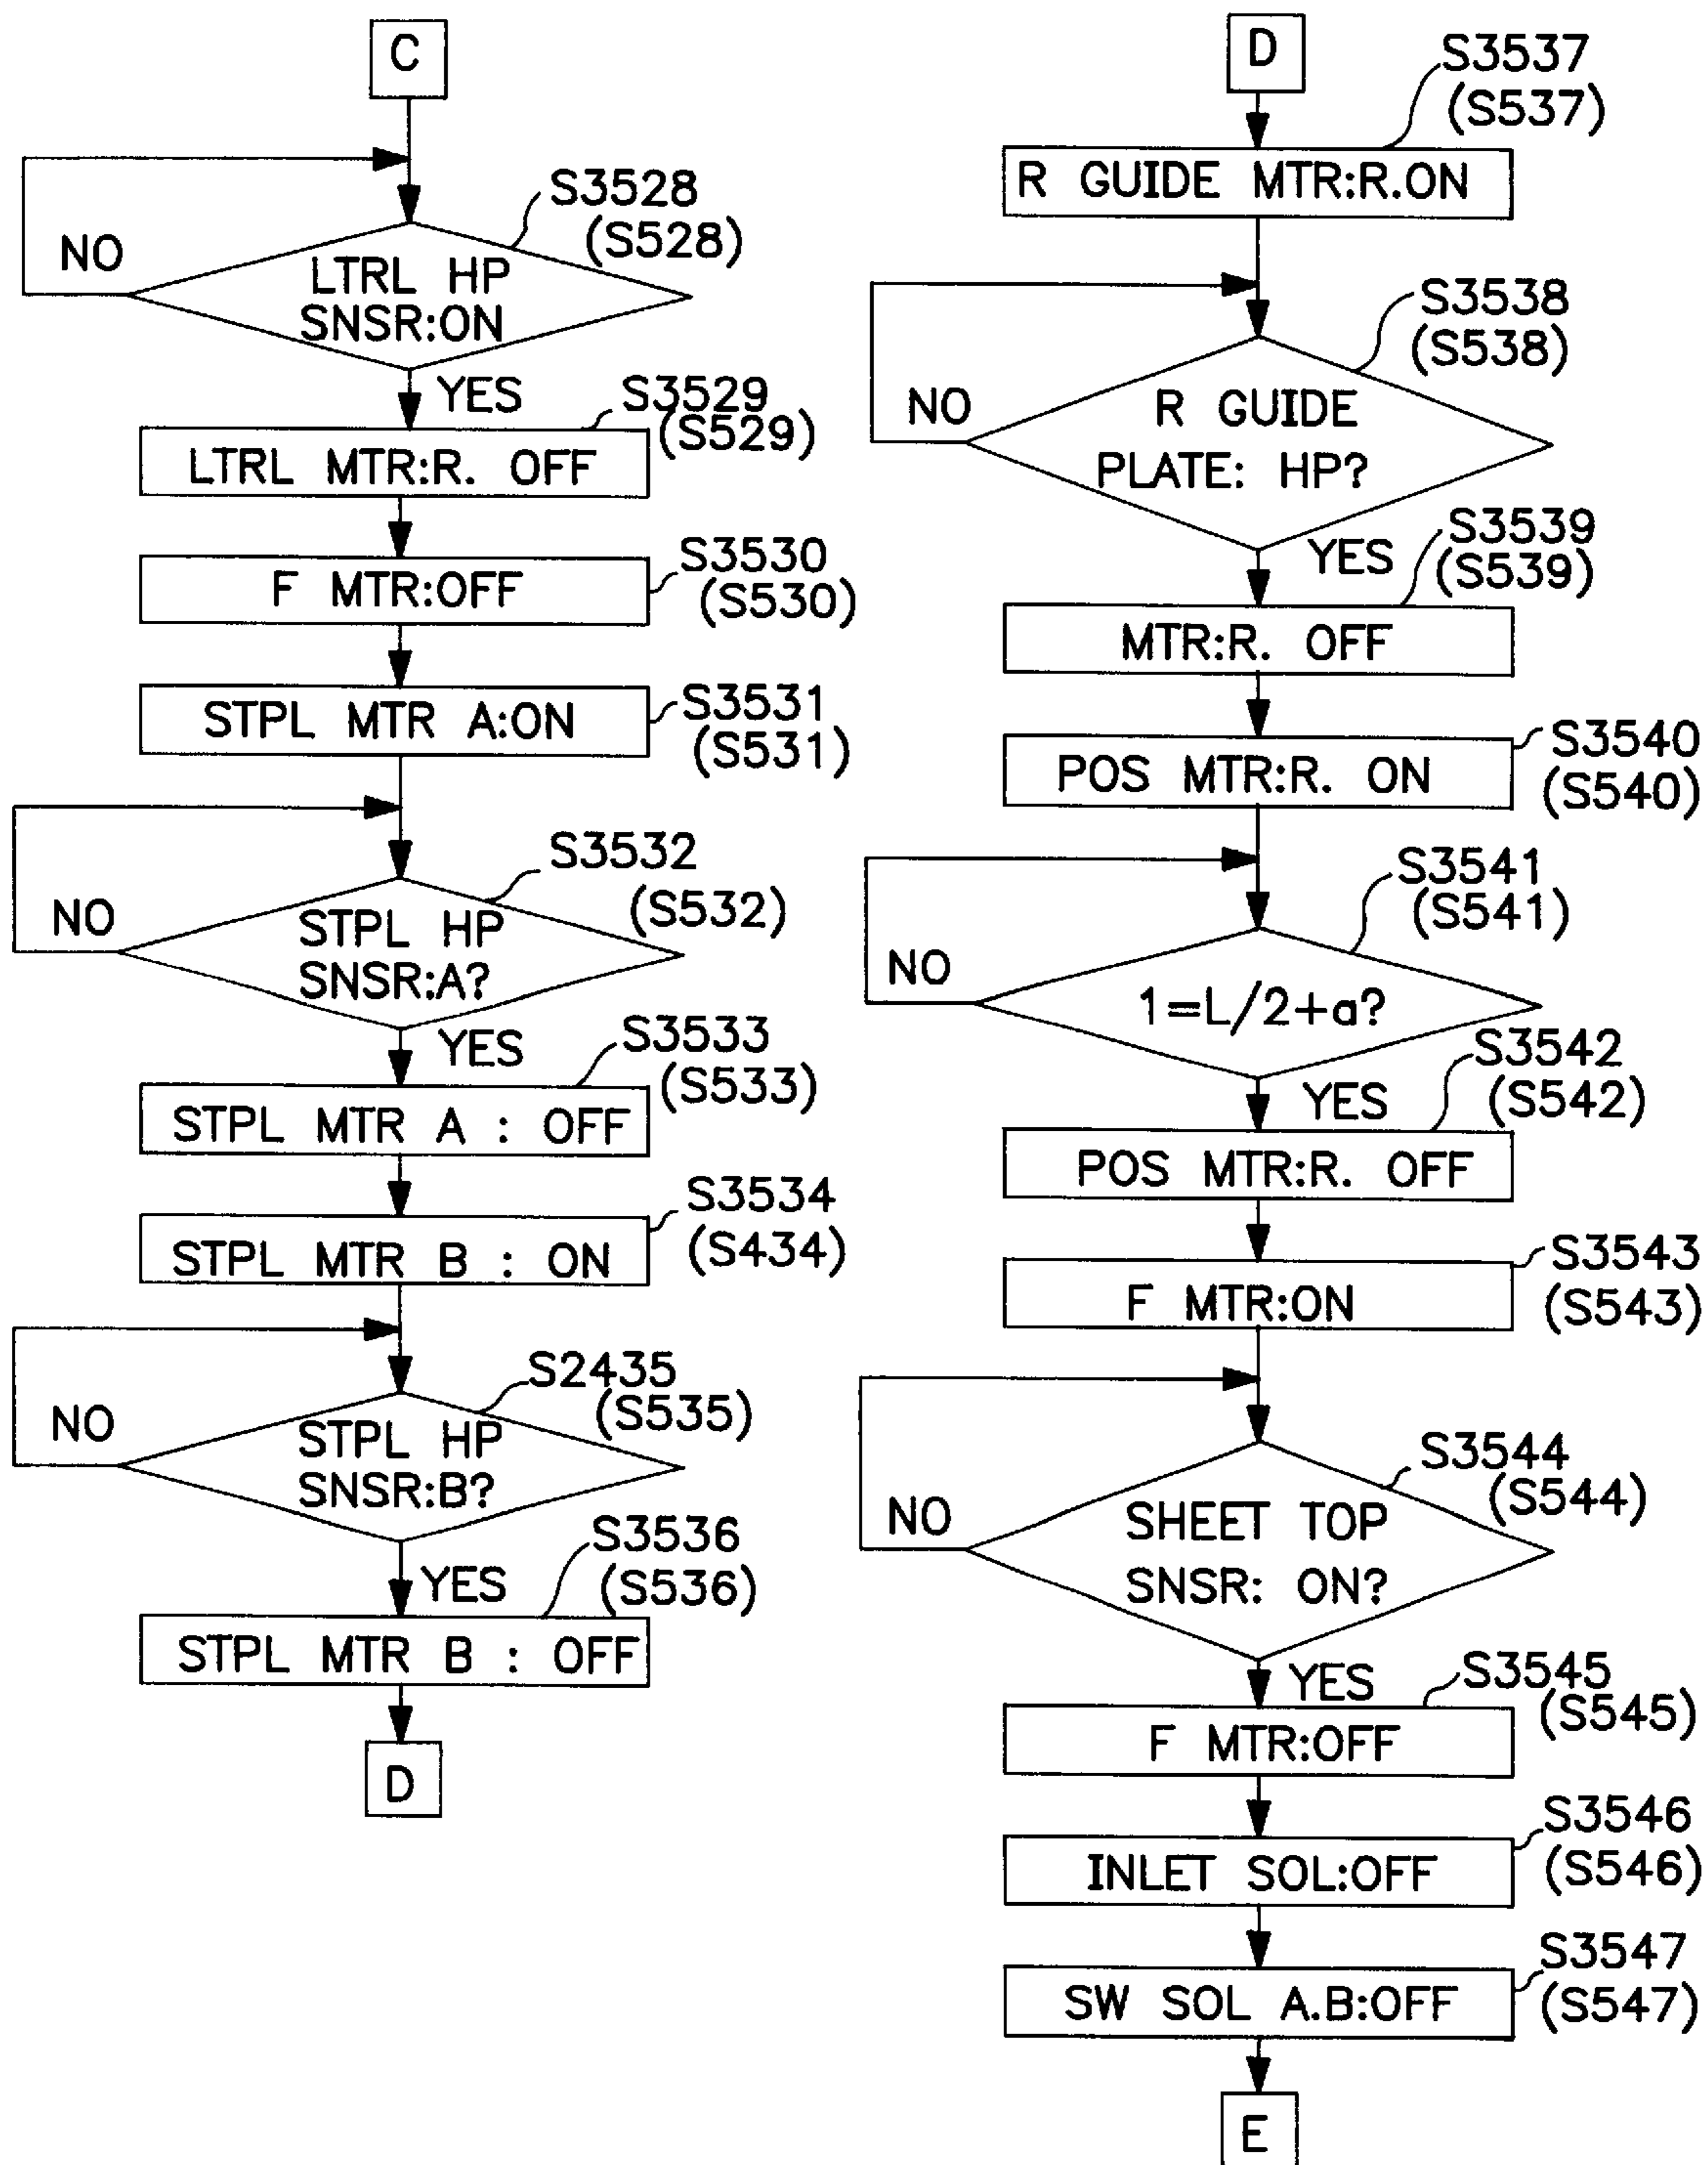 C
S3528
(S528)
NO
LTRL HP
SNSR:ON
YES
S3529
(S529)
LTRL MTR:R. OFF
F MTR:OFF
S3530
(S530)
STPL MTR A:ON
S3531
(S531)
S3532
(S532)
NO
STPL HP
SNSR:A?
YES
S3533
(S533)
STPL MTR A : OFF
S3534
(S434)
STPL MTR B : ON
S2435
(S535)
NO
STPL HP
SNSR:B?
S3536
(S536)
YES
STPL MTR B : OFF
D
D
S3537
(S537)
R GUIDE MTR:R.ON
S3538
(S538)
NO
R GUIDE
PLATE: HP?
S3539
(S539)
YES
MTR:R. OFF
S3540
(S540)
POS MTR:R. ON
S3541
(S541)
NO
1=L/2+a?
S3542
(S542)
YES
POS MTR:R. OFF
S3543
(S543)
F MTR:ON
S3544
(S544)
NO
SHEET TOP
SNSR: ON?
YES
S3545
(S545)
F MTR:OFF
S3546
(S546)
INLET SOL:OFF
S3547
(S547)
SW SOL A.B:OFF
E